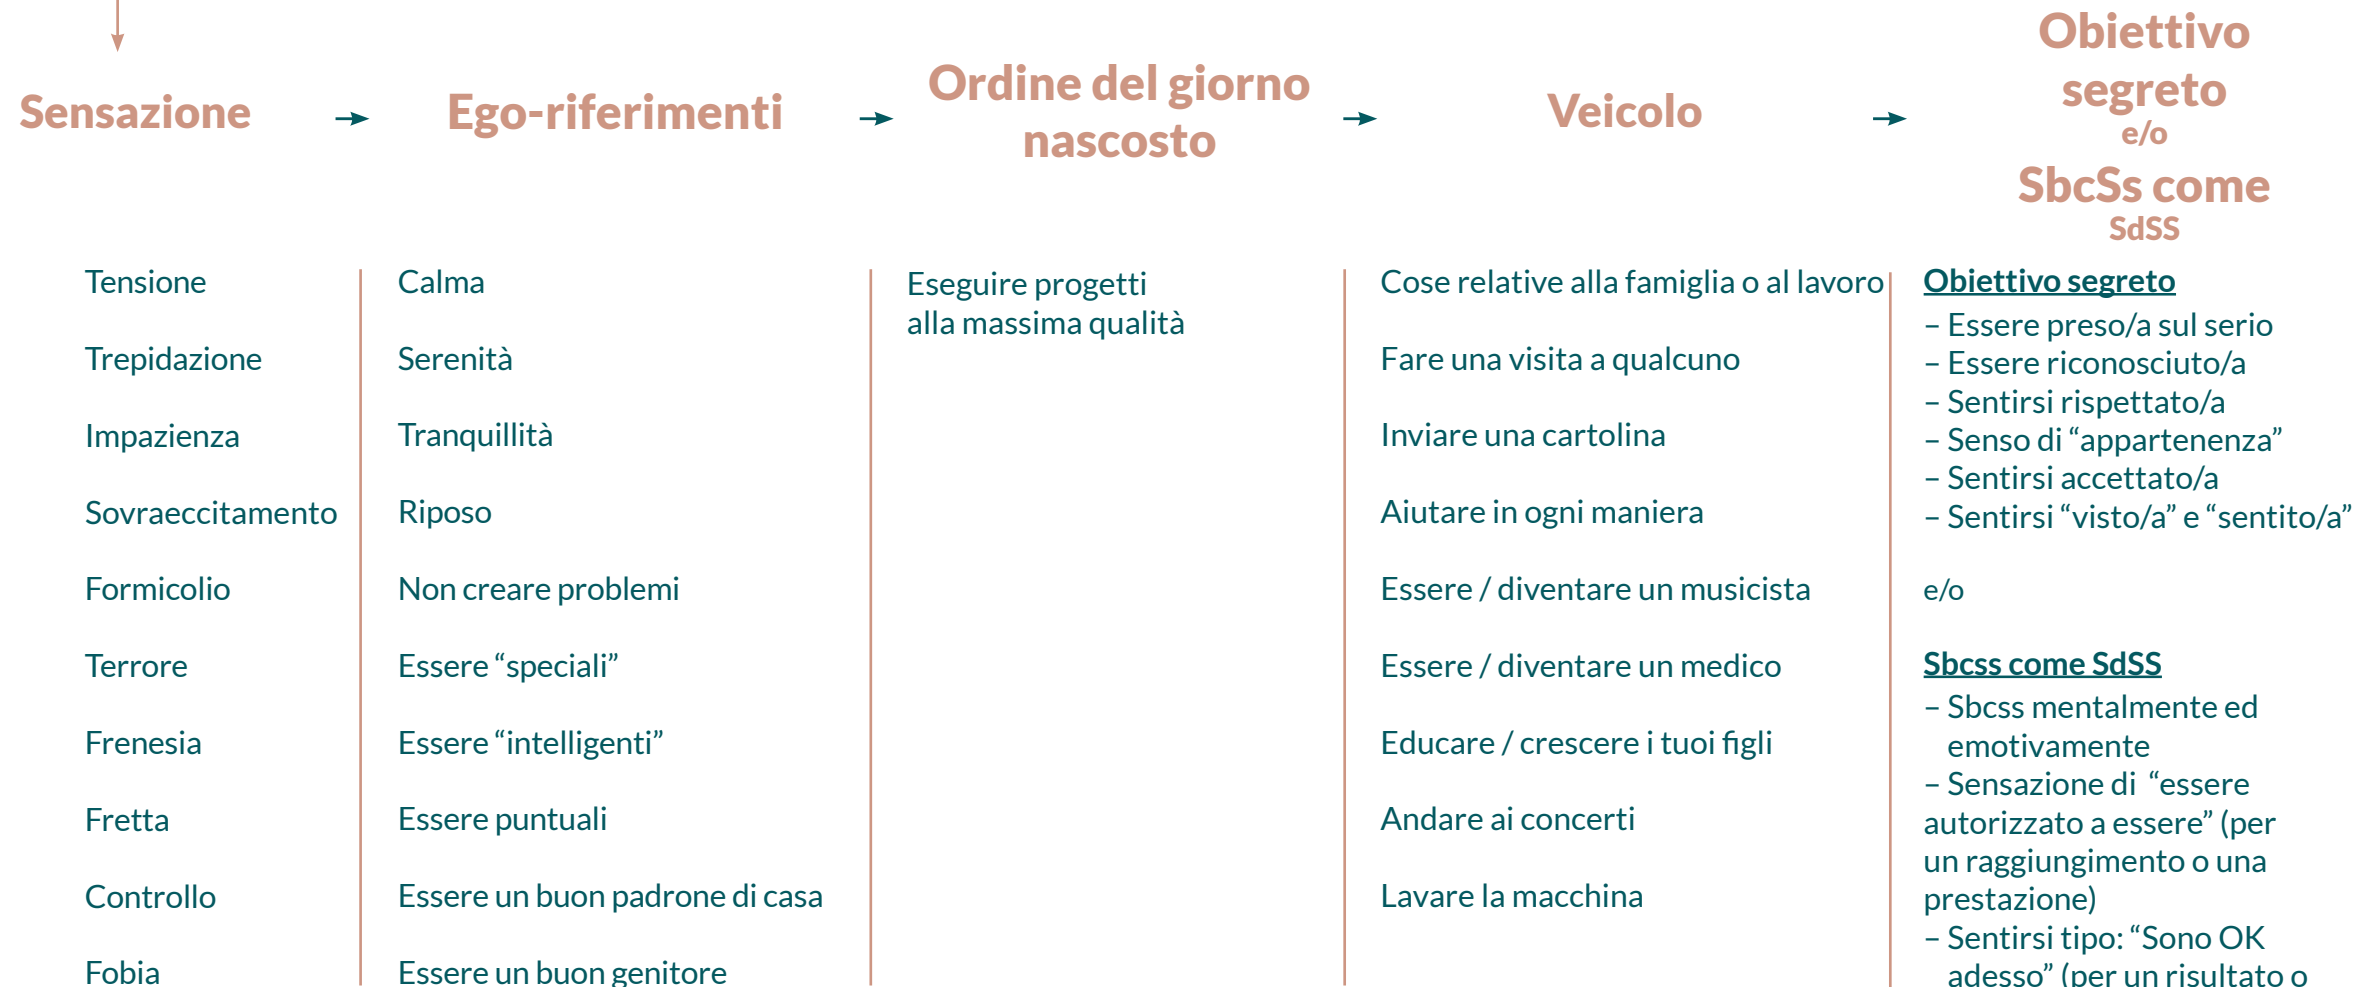 Sensazione
Ego-riferimenti
Ordine del giorno
nascosto
Veicolo
Obiettivo
segreto
e/o
SbcSs come
SdSS
Tensione
Trepidazione
Impazienza
Sovraeccitamento
Formicolio
Terrore
Frenesia
Fretta
Controllo
Fobia
Calma
Serenità
Tranquillità
Riposo
Non creare problemi
Essere “speciali”
Essere “intelligenti”
Essere puntuali
Essere un buon padrone di casa
Essere un buon genitore
Eseguire progetti
alla massima qualità
Cose relative alla famiglia o al lavoro
Fare una visita a qualcuno
Inviare una cartolina
Aiutare in ogni maniera
Essere / diventare un musicista
Essere / diventare un medico
Educare / crescere i tuoi figli
Andare ai concerti
Lavare la macchina
Obiettivo segreto
– Essere preso/a sul serio
– Essere riconosciuto/a
– Sentirsi rispettato/a
– Senso di “appartenenza”
– Sentirsi accettato/a
– Sentirsi “visto/a” e “sentito/a”
e/o
Sbcss come SdSS
– Sbcss mentalmente ed
emotivamente
– Sensazione di “essere
autorizzato a essere” (per
un raggiungimento o una
prestazione)
– Sentirsi tipo: “Sono OK
adesso” (per un risultato o